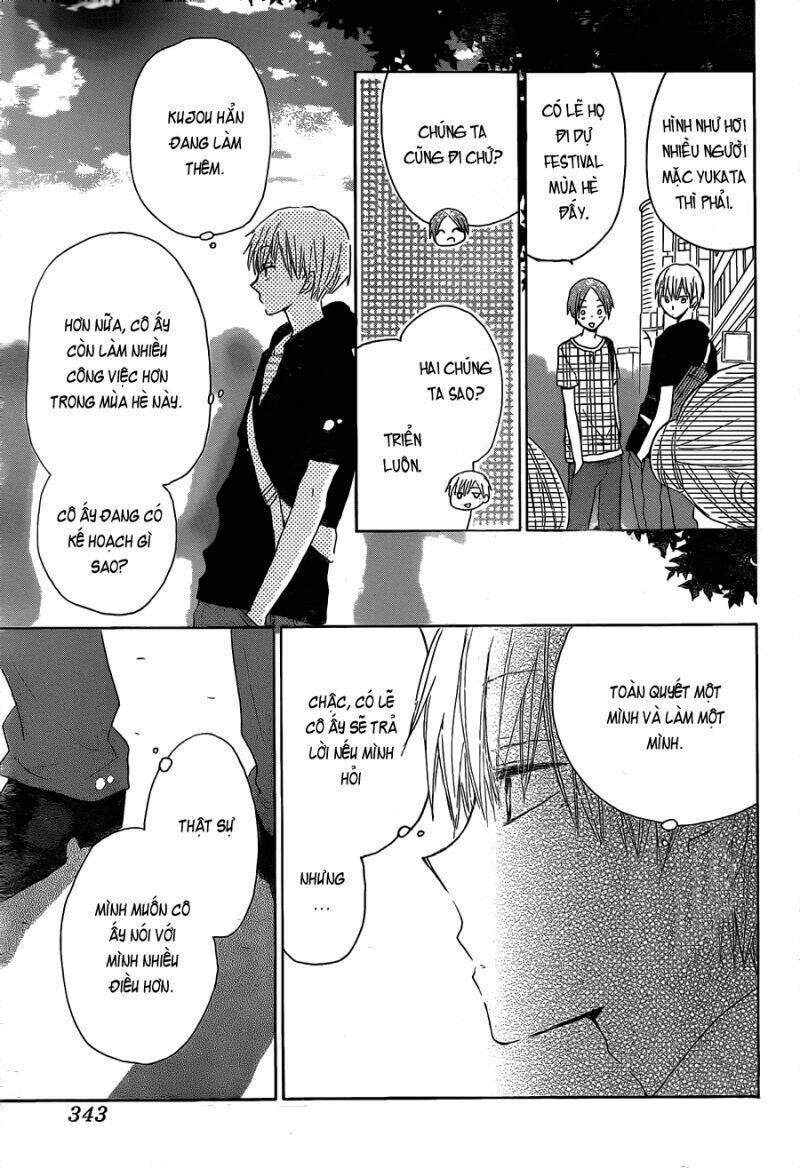 HÌNH NHƯ HƠI
NHIỀU NGƯỜI
MẶC YUKATA
THÌ PHẢI.
CÓ LẼ HỌ
ĐI DỰ
FESTIVAL
MÙA HÈ
ĐẤY.
CHÚNG TA
CŨNG ĐI CHỨ?
HAI CHÚNG
TA SAO?
TRIỂN
LUÔN.
KUJOU HẲN
ĐANG LÀM
THÊM.
HƠN NỮA, CÔ ẤY
CÒN LÀM NHIỀU
CÔNG VIỆC HƠN
TRONG MÙA HÈ NÀY.
CÔ ẤY ĐANG CÓ
KẾ HOẠCH GÌ
SAO?
TOÀN QUYẾT MỘT
MÌNH VÀ LÀM MỘT
MÌNH.
CHẬC, CÓ LẼ
CÔ ẤY SẼ TRẢ
LỜI NẾU MÌNH
HỎI
NHƯNG
...
THẬT SỰ
MÌNH MUỐN CÔ
ẤY NÓI VỚI
MÌNH NHIỀU
ĐIỀU HƠN.
343